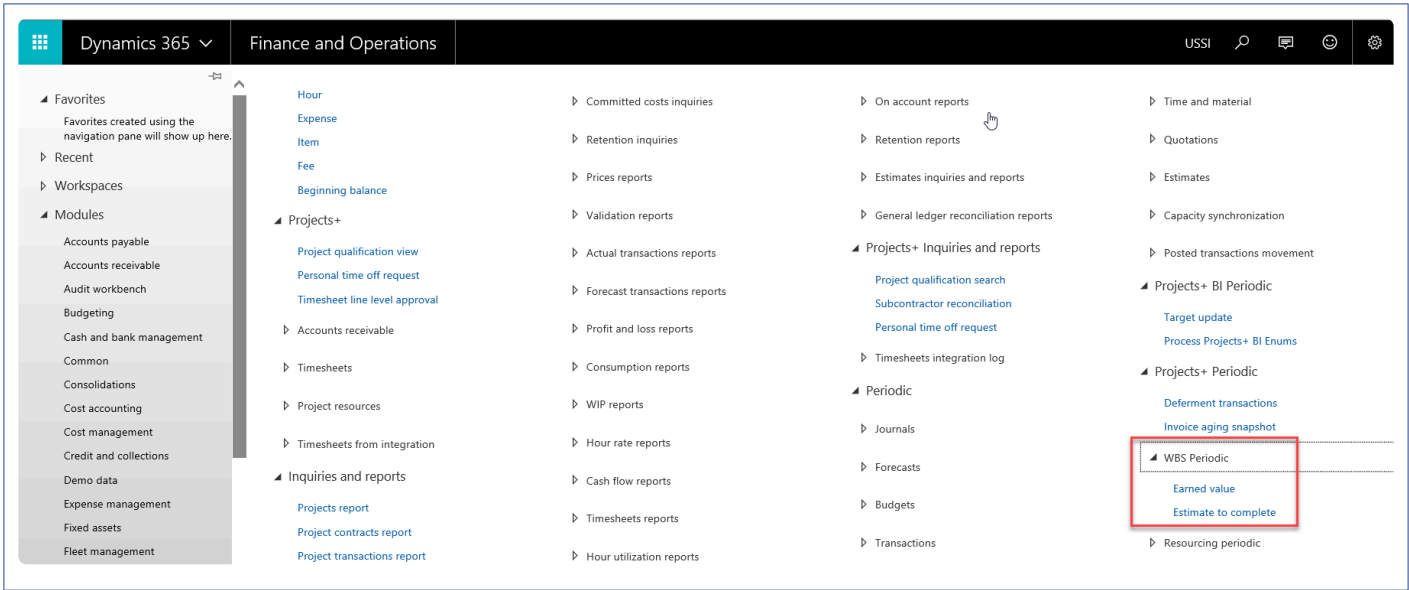 Dynamics 365
Finance and Operations
USSI
Favorites
Favorites created using the
navigation pane will show up here.
Recent
Workspaces
Modules
Accounts payable
Accounts receivable
Audit workbench
Budgeting
Cash and bank management
Common
Consolidations
Cost accounting
Cost management
Credit and collections
Demo data
Expense management
Fixed assets
Fleet management
Hour
Expense
Item
Fee
Beginning balance
Projects+
Project qualification view
Personal time off request
Timesheet line level approval
Accounts receivable
Timesheets
Project resources
Timesheets from integration
Inquiries and reports
Projects report
Project contracts report
Project transactions report
Committed costs inquiries
Retention inquiries
Prices reports
Validation reports
Actual transactions reports
Forecast transactions reports
Profit and loss reports
Consumption reports
WIP reports
Hour rate reports
Cash flow reports
Timesheets reports
Hour utilization reports
On account reports
Retention reports
Estimates inquiries and reports
General ledger reconciliation reports
Projects+ Inquiries and reports
Project qualification search
Subcontractor reconciliation
Personal time off request
Timesheets integration log
Periodic
Journals
Forecasts
Budgets
Transactions
Time and material
Quotations
Estimates
Capacity synchronization
Posted transactions movement
Projects+ BI Periodic
Target update
Process Projects+ BI Enums
Projects+ Periodic
Deferment transactions
Invoice aging snapshot
WBS Periodic
Earned value
Estimate to complete
Resourcing periodic